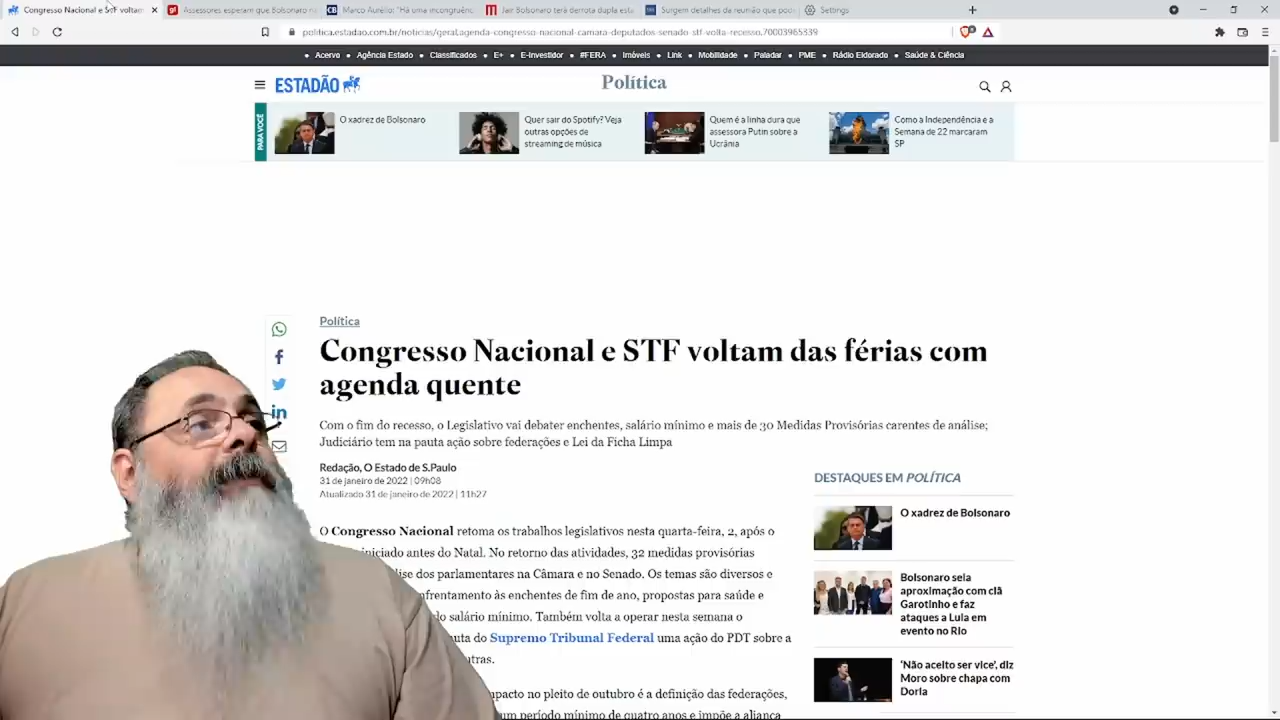 Congresso Nacional e STF voltam
Assessores esperam que Bolsonaro n
Marco Aurélio: "Há uma incongruênc
Jair Bolsonaro terá derrota dupla esta
Surgem detalhes da reunião que pod
Settings
politica.estadao.com.br/noticias/geral,agenda-congresso-nacional-camara-deputados-senado-stf-volta-recesso,70003965339
Acervo
Agência Estado
Classificados
E+
E-Investidor
#FERA
Imóveis
Link
Mobilidade
Paladar
PME
Rádio Eldorado
Saúde & Ciência
ESTADÃO
Política
PARA VOCÊ
O xadrez de Bolsonaro
Quer sair do Spotify? Veja
outras opções de
streaming de música
Quem é a linha dura que
assessora Putin sobre a
Ucrânia
Como a Independência e a
Semana de 22 marcaram
SP
Política
Congresso Nacional e STF voltam das férias com
agenda quente
Com o fim do recesso, o Legislativo vai debater enchentes, salário mínimo e mais de 30 Medidas Provisórias carentes de análise;
Judiciário tem na pauta ação sobre federações e Lei da Ficha Limpa
Redação, O Estado de S.Paulo
31 de janeiro de 2022 | 09h08
Atualizado 31 de janeiro de 2022 | 11h27
O Congresso Nacional retoma os trabalhos legislativos nesta quarta-feira, 2, após o
iniciado antes do Natal. No retorno das atividades, 32 medidas provisórias
lise dos parlamentares na Câmara e no Senado. Os temas são diversos e
nfrentamento às enchentes de fim de ano, propostas para saúde e
do salário mínimo. Também volta a operar nesta semana o
uta do Supremo Tribunal Federal uma ação do PDT sobre a
utras.
npacto no pleito de outubro é a definição das federações,
um período mínimo de quatro anos e impõe a aliança
DESTAQUES EM POLÍTICA
O xadrez de Bolsonaro
Bolsonaro sela
aproximação com clã
Garotinho e faz
ataques a Lula em
evento no Rio
'Não aceito ser vice', diz
Moro sobre chapa com
Doria